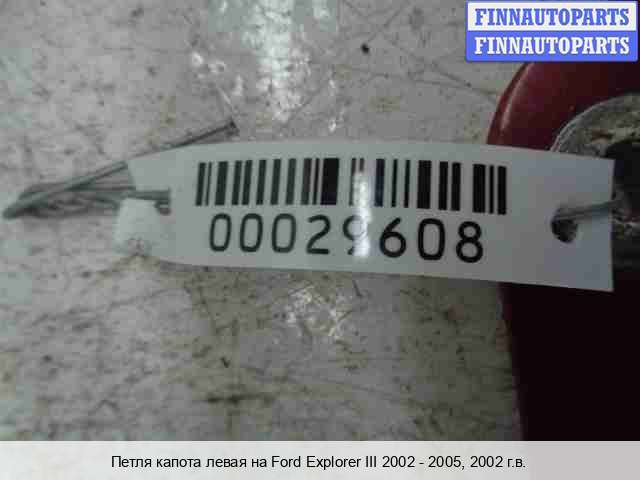 FINNAUTOPARTS
FINNAUTOPARTS
00029608
Петля капота левая на Ford Explorer III 2002 - 2005, 2002 г.в.